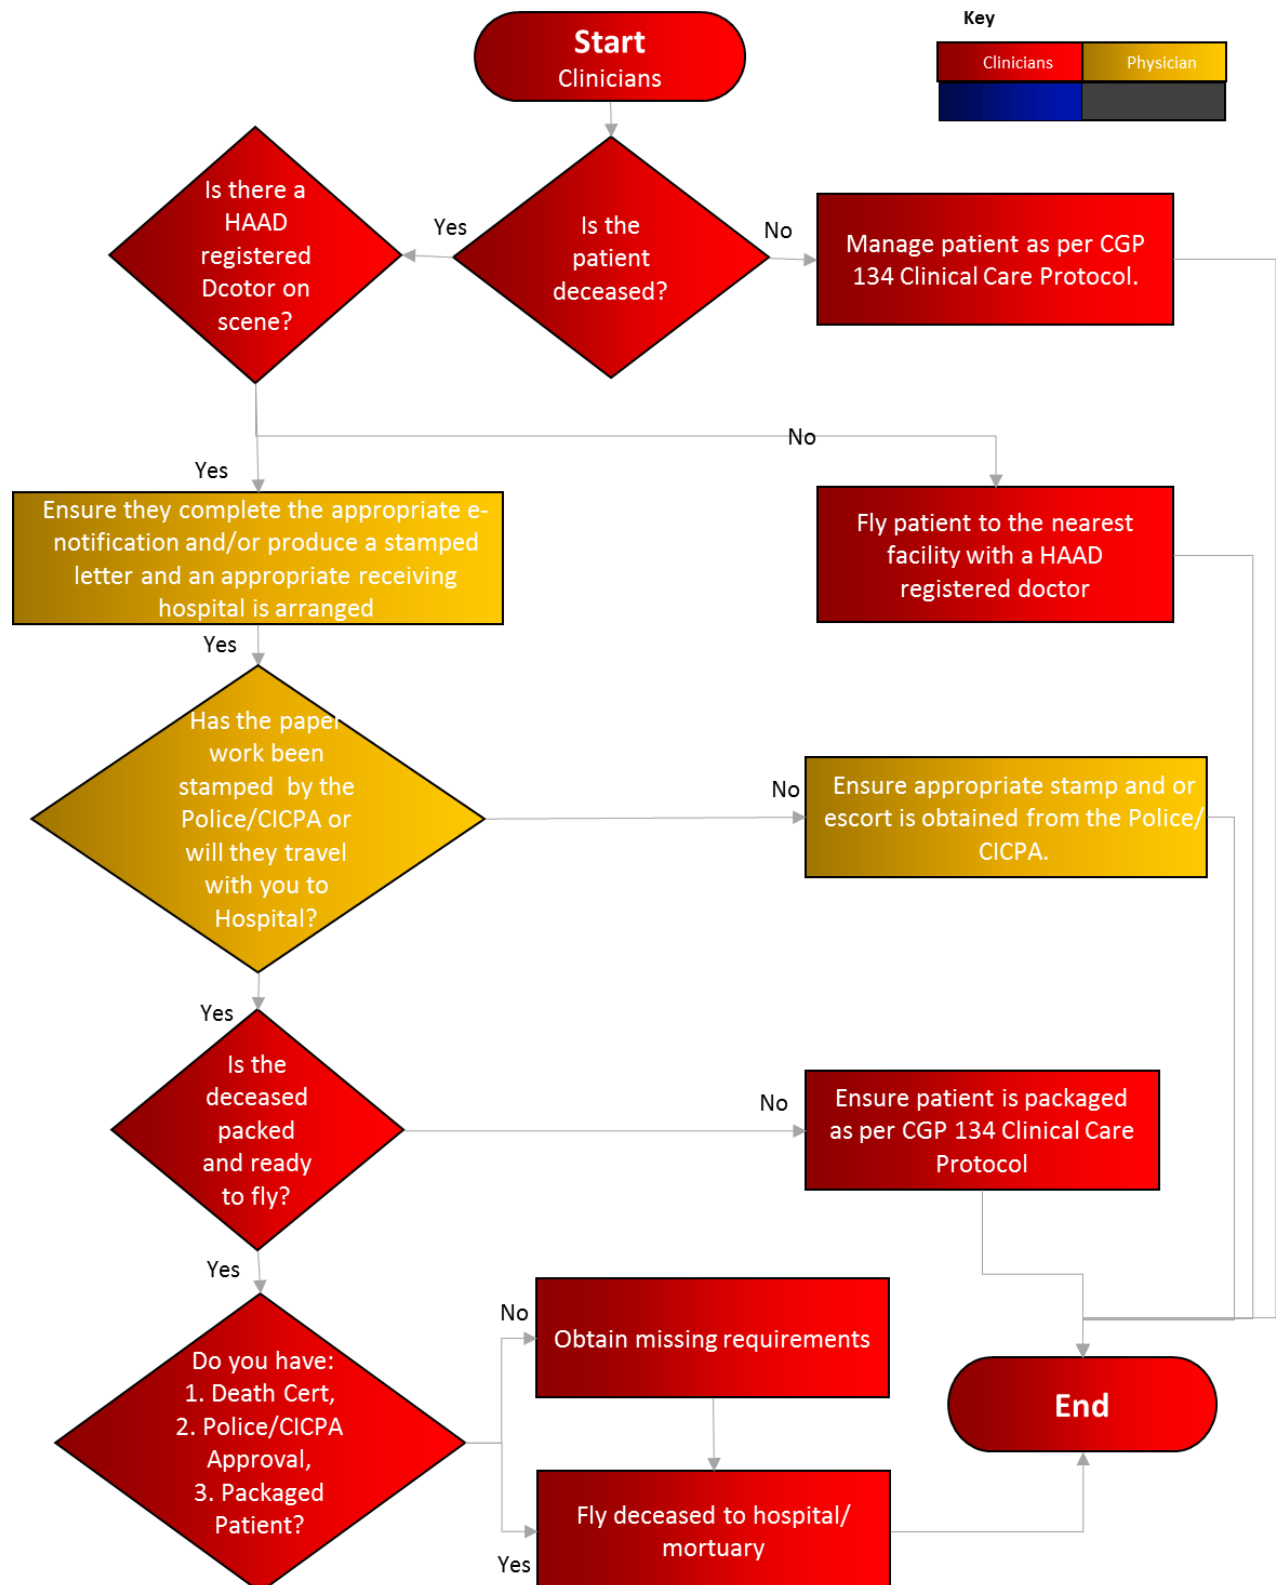 Start
Clinicians
Key
Clinicians
Physician
Is there a
HAAD
registered
Dcotor on
scene?
Yes
Is the
patient
deceased?
No
Manage patient as per CGP
134 Clinical Care Protocol.
No
Yes
Ensure they complete the appropriate e-
notification and/or produce a stamped
letter and an appropriate receiving
hospital is arranged
Fly patient to the nearest
facility with a HAAD
registered doctor
Yes
Has the paper
work been
stamped by the
Police/CICPA or
will they travel
with you to
Hospital?
No
Ensure appropriate stamp and or
escort is obtained from the Police/
CICPA.
Yes
Is the
deceased
packed
and ready
to fly?
No
Ensure patient is packaged
as per CGP 134 Clinical Care
Protocol
Yes
Do you have:
1. Death Cert,
2. Police/CICPA
Approval,
3. Packaged
Patient?
No
Obtain missing requirements
End
Yes
Fly deceased to hospital/
mortuary